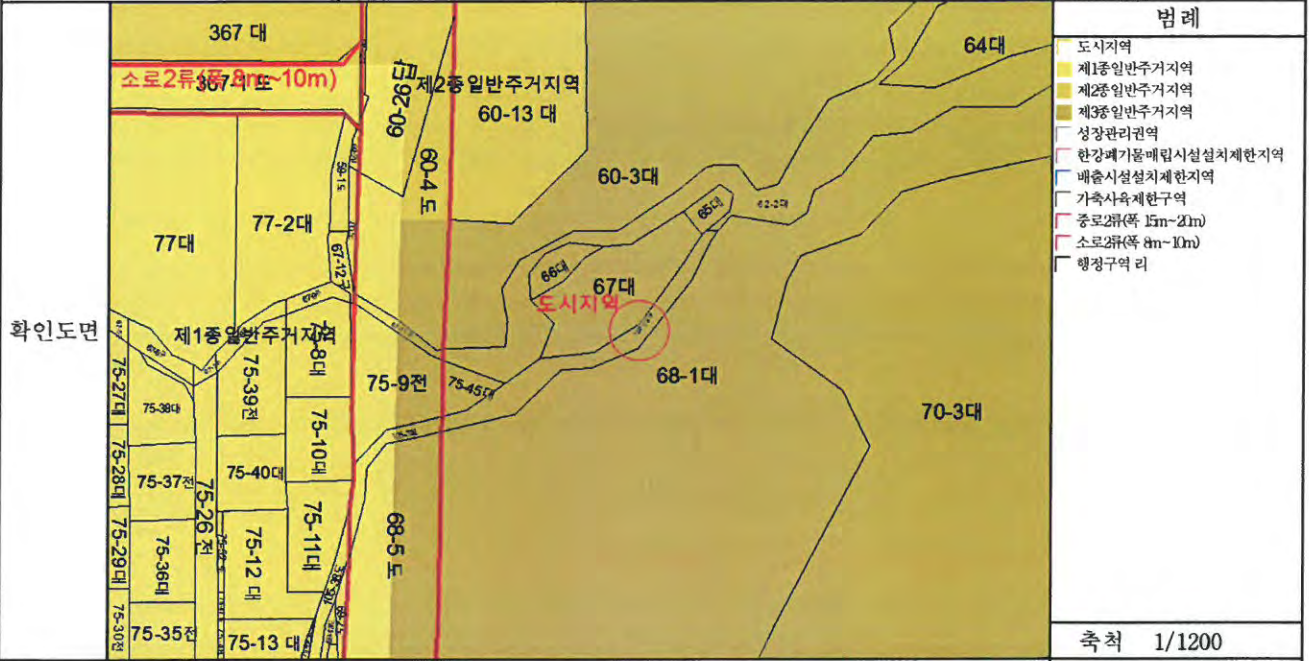 확인도면
367 대
소로2류(폭 8m~10m)
367-1 도
60-26답
제2종일반주거지역
60-13 대
60-4 도
64대
60-3대
65대
62-2대
77-2대
77대
67-12구
66대
67대
도시지역
제1종일반주거지역
75-8대
75-9전
75-45대
68-1대
70-3대
75-27대
75-38대
75-39전
75-10대
75-28대
75-37전
75-40대
75-26 전
75-11대
68-5 도
75-29대
75-36대
75-12 대
75-30전
75-35전
75-13 대
범례
도시지역
제1종일반주거지역
제2종일반주거지역
제3종일반주거지역
성장관리권역
한강폐기물매립시설설치제한지역
배출시설설치제한지역
가축사육제한구역
중로2류(폭 15m~20m)
소로2류(폭 8m~10m)
행정구역 리
축척 1/1200